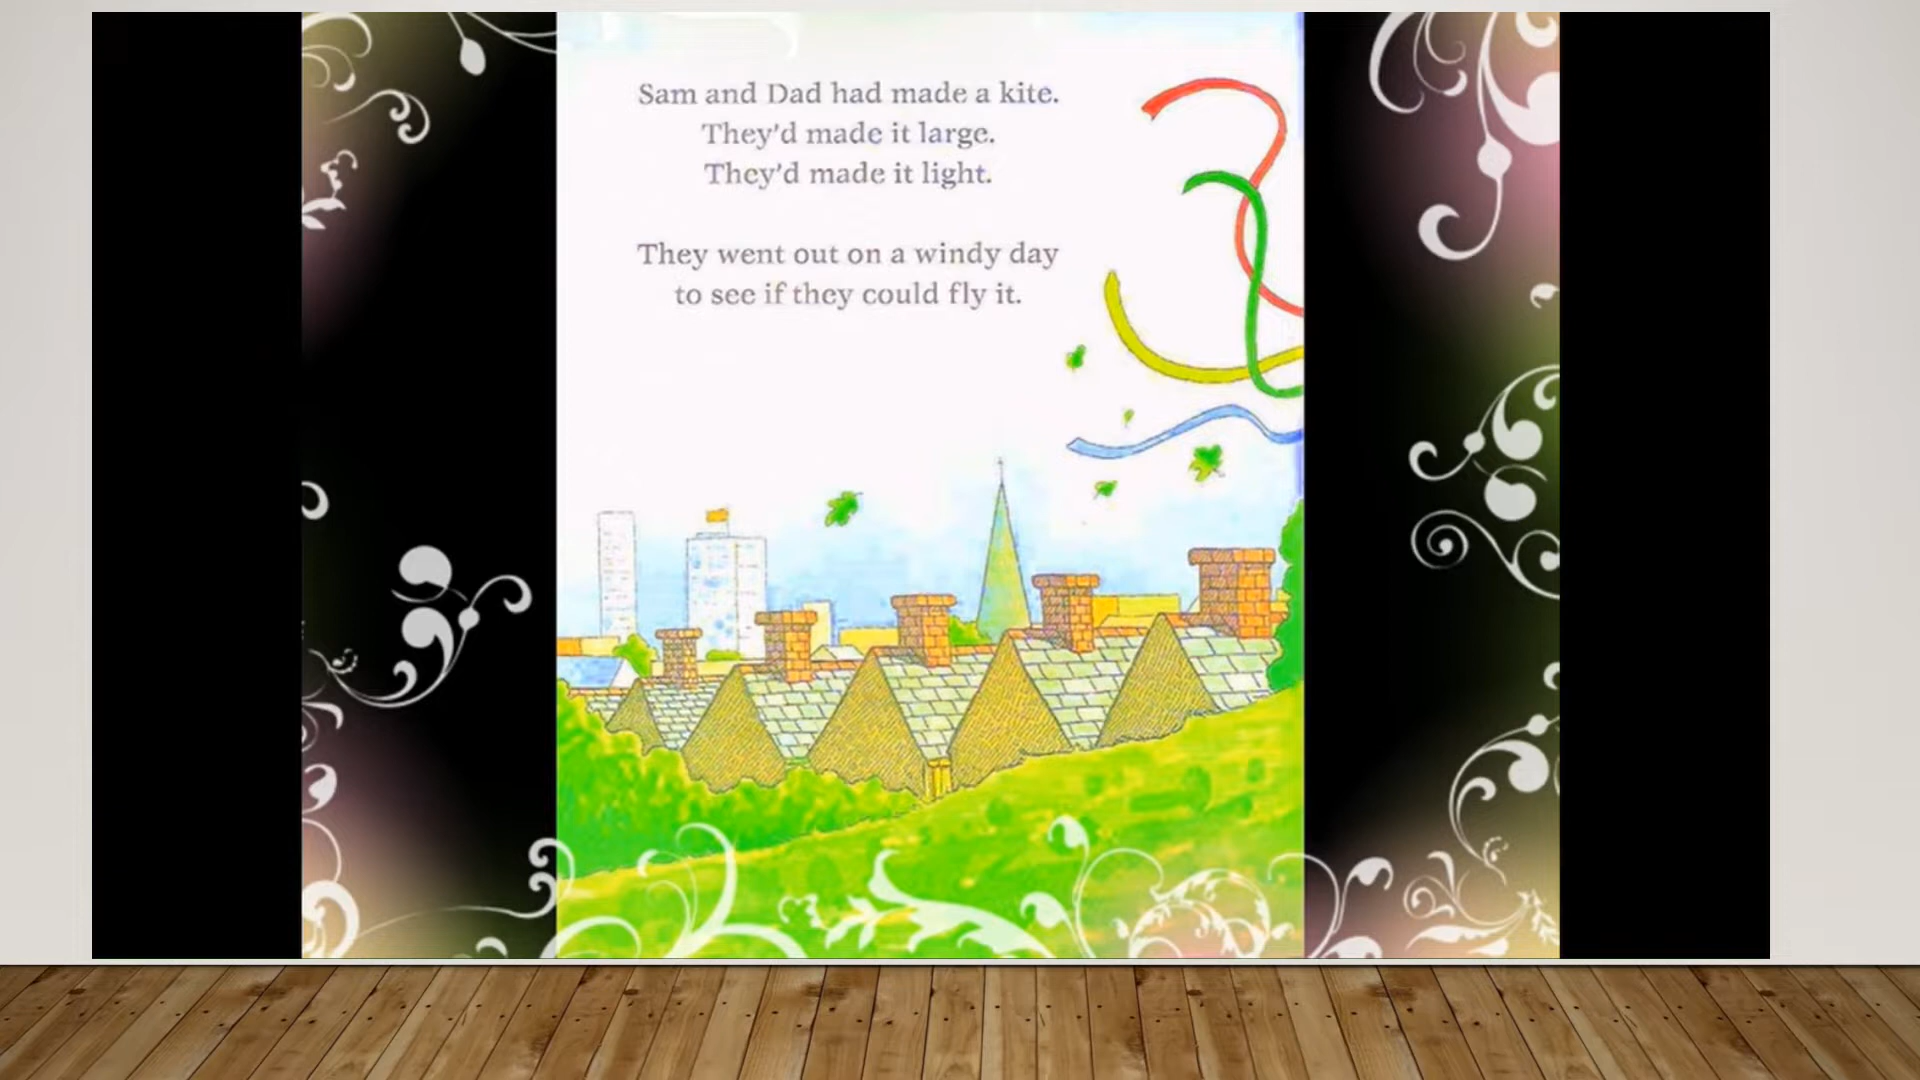 Sam and Dad had made a kite.
They'd made it large.
They'd made it light.
They went out on a windy day
to see if they could fly it.